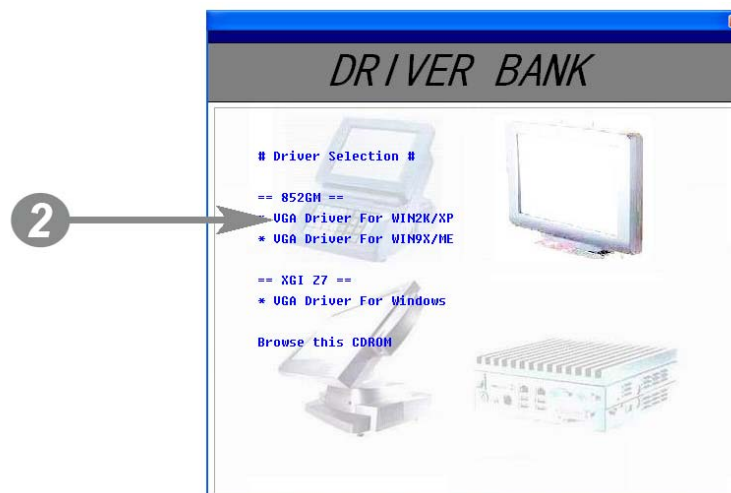 DRIVER BANK
# Driver Selection #
== 852GM ==
* VGA Driver For WIN2K/XP
* VGA Driver For WIN9X/ME
== XGI Z7 ==
* VGA Driver For Windows
Browse this CDROM
2